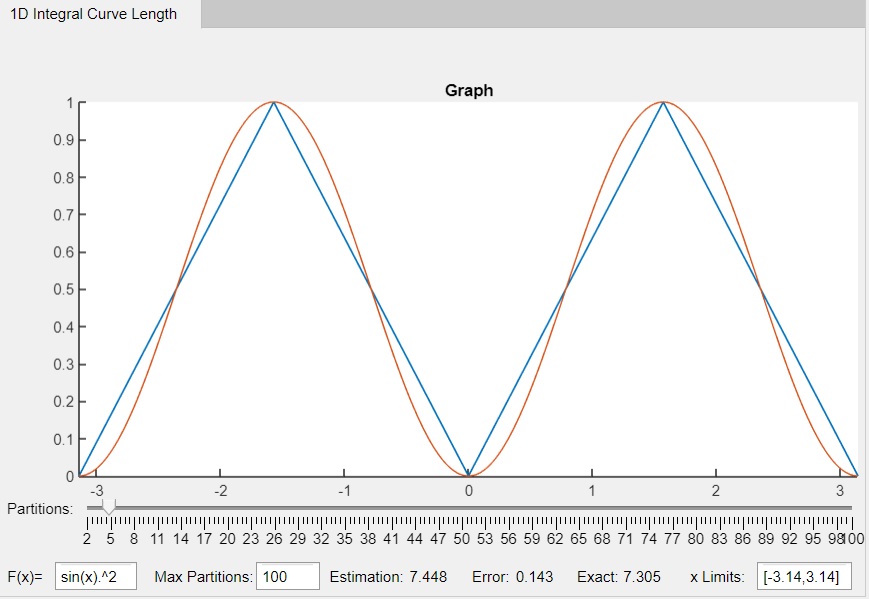 1D Integral Curve Length
Graph
1
0.9
0.8
0.7
0.6
0.5
0.4
0.3
0.2
0.1
0
-3 -2 -1 0 1 2 3
Partitions:
2 5 8 11 14 17 20 23 26 29 32 35 38 41 44 47 50 53 56 59 62 65 68 71 74 77 80 83 86 89 92 95 98 100
F(x)= sin(x).^2 Max Partitions: 100 Estimation: 7.448 Error: 0.143 Exact: 7.305 x Limits: [-3.14,3.14]